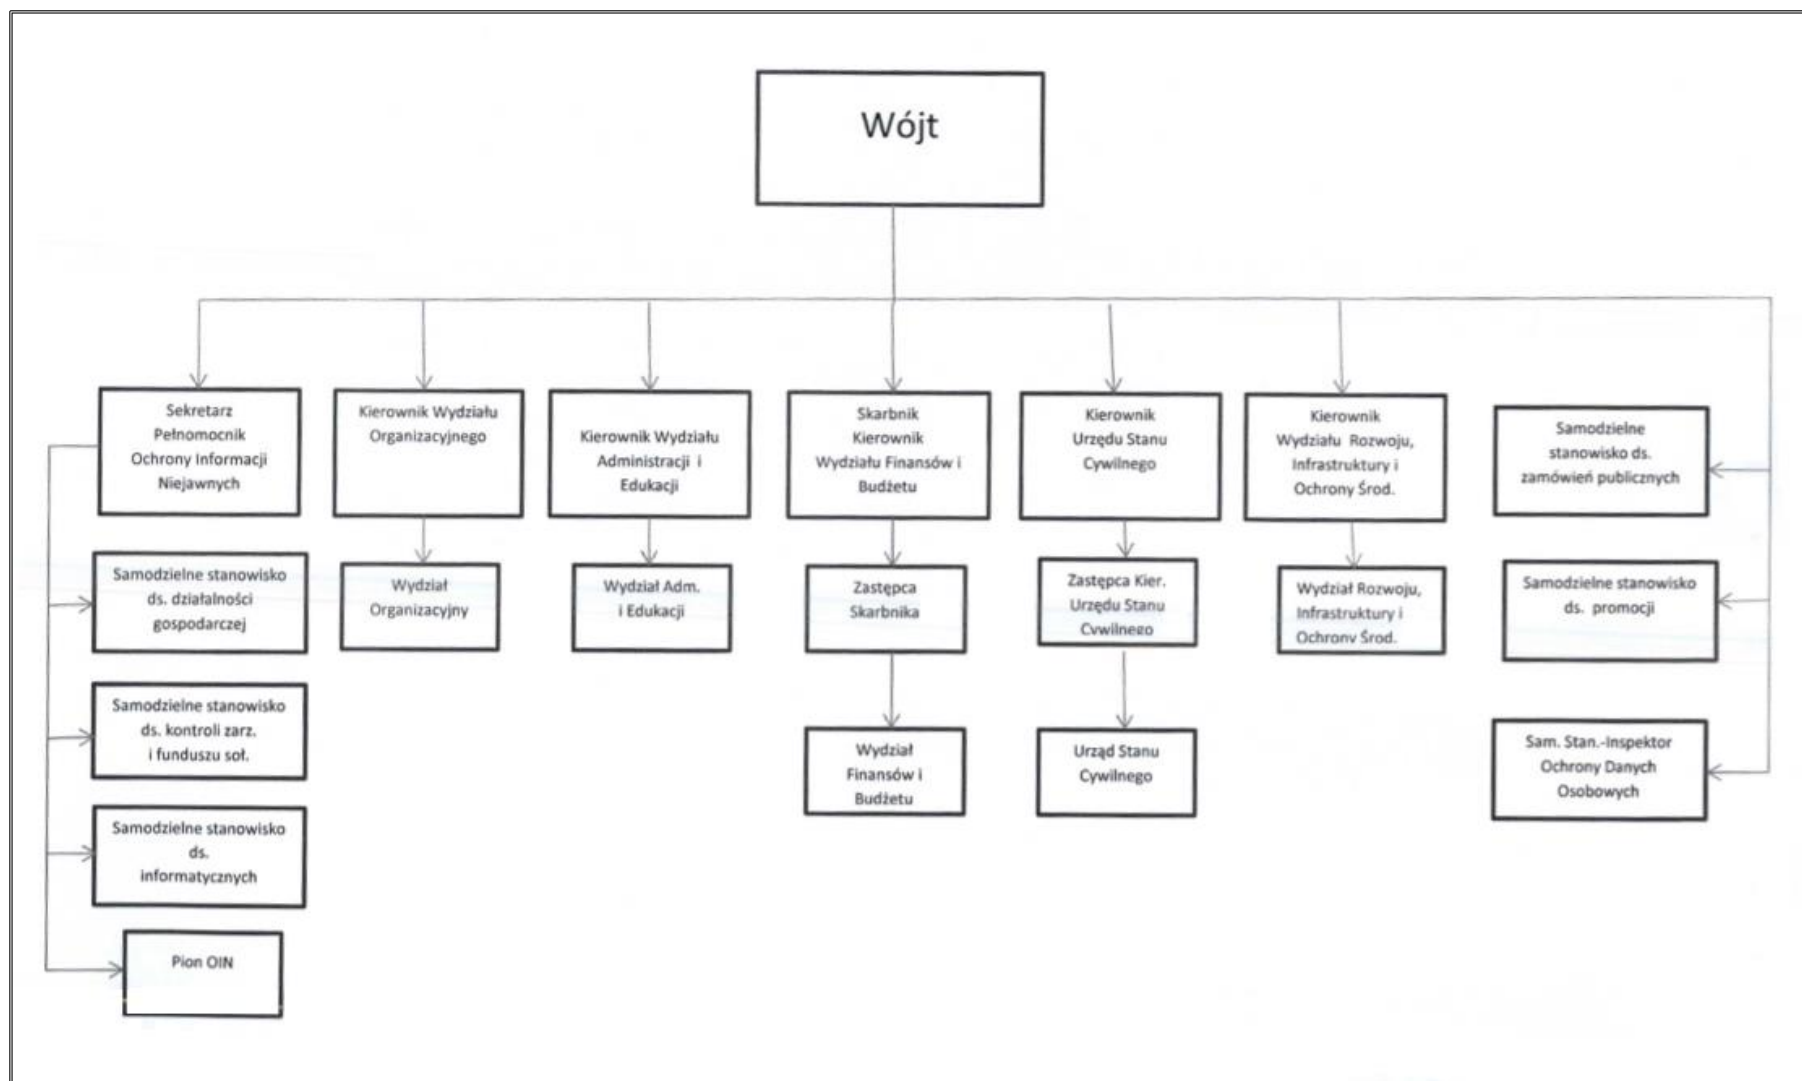 Wójt
Sekretarz
Pełnomocnik
Ochrony Informacji
Niejawnych
Kierownik Wydziału
Organizacyjnego
Kierownik Wydziału
Administracji i
Edukacji
Skarbnik
Kierownik
Wydziału Finansów i
Budżetu
Kierownik
Urzędu Stanu
Cywilnego
Kierownik
Wydziału Rozwoju,
Infrastruktury i
Ochrony Środ.
Samodzielne
stanowisko ds.
zamówień publicznych
Samodzielne stanowisko
ds. działalności
gospodarczej
Wydział
Organizacyjny
Wydział Adm.
i Edukacji
Zastępca
Skarbnika
Zastępca Kier.
Urzędu Stanu
Cywilnego
Wydział Rozwoju,
Infrastruktury i
Ochrony Środ.
Samodzielne stanowisko
ds. promocji
Samodzielne stanowisko
ds. kontroli zarz.
i funduszu soł.
Wydział
Finansów i
Budżetu
Urząd Stanu
Cywilnego
Sam. Stan.-Inspektor
Ochrony Danych
Osobowych
Samodzielne stanowisko
ds.
informatycznych
Pion OIN